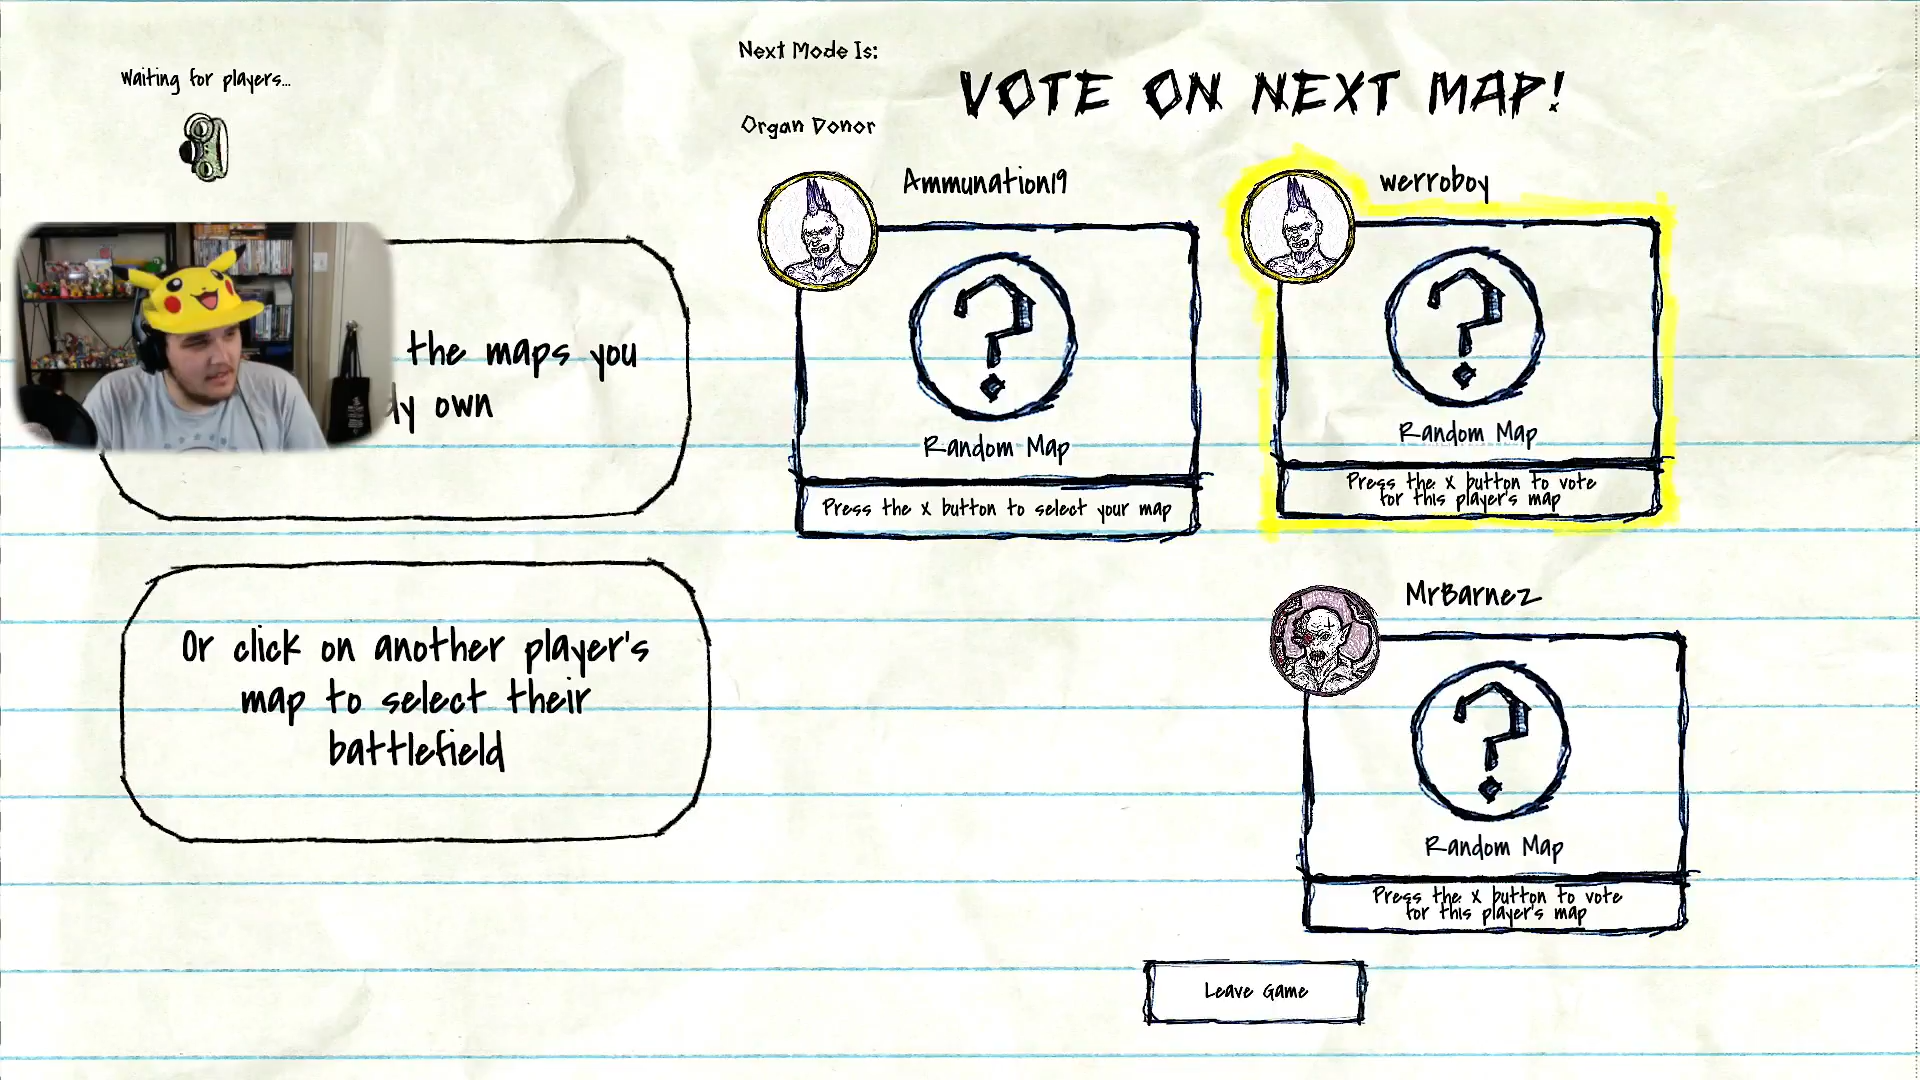 Waiting for players...
Next Mode Is:
Organ Donor
VOTE ON NEXT MAP!
Ammunation19
Random Map
Press the X button to select your map
werroboy
Random Map
Press the X button to vote
for this player's map
the maps you
own
Or click on another player's
map to select their
battlefield
MrBarnez
Random Map
Press the X button to vote
for this player's map
Leave Game